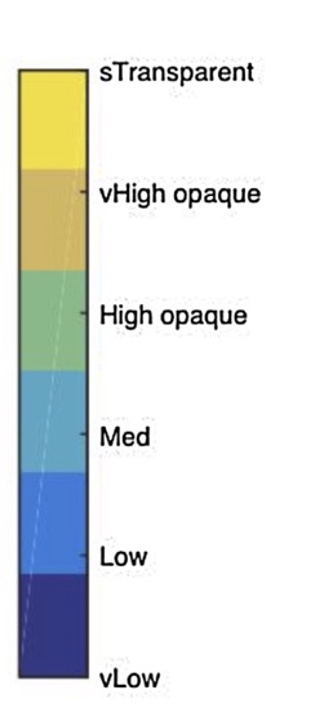 sTransparent
vHigh opaque
High opaque
Med
Low
vLow